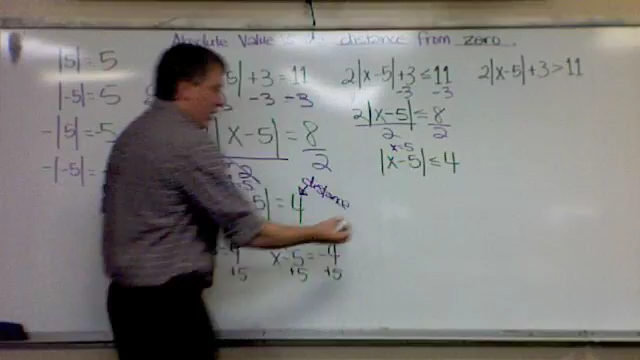 Absolute Value distance from zero.
|5| = 5
|-5| = 5
-|5| = -5
-|-5| =
5| + 3 = 11
-3 -3
|x-5| = 8
2 2
5| = 4
distance
-4 x-5 = -4
+5 +5 +5
2|x-5| + 3 ≤ 11
-3 -3
2|x-5| ≤ 8
2 2
x=5
|x-5| ≤ 4
2|x-5| + 3 > 11